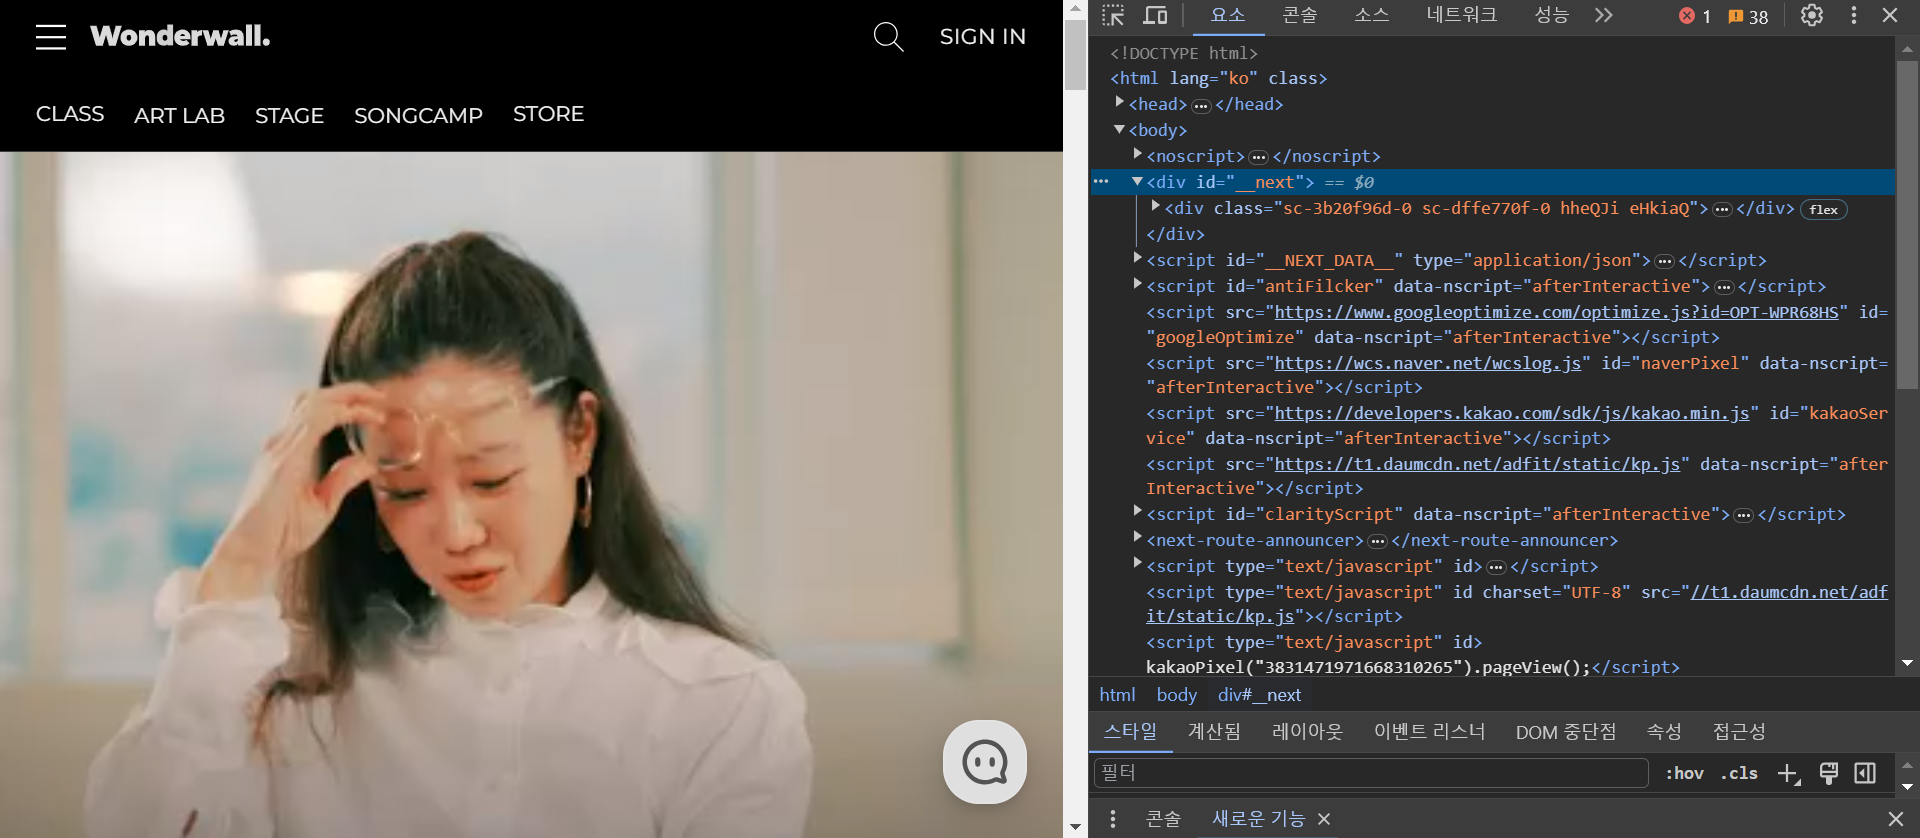 Wonderwall.
SIGN IN
CLASS
ART LAB
STAGE
SONGCAMP
STORE
요소
콘솔
소스
네트워크
성능
1
38
<!DOCTYPE html>
<html lang="ko" class>
<head>…</head>
<body>
<noscript>…</noscript>
… <div id="__next"> == $0
<div class="sc-3b20f96d-0 sc-dffe770f-0 hheQJi eHkiaQ">…</div> flex
</div>
<script id="__NEXT_DATA__" type="application/json">…</script>
<script id="antiFilcker" data-nscript="afterInteractive">…</script>
<script src="https://www.googleoptimize.com/optimize.js?id=OPT-WPR68HS" id=
"googleOptimize" data-nscript="afterInteractive"></script>
<script src="https://wcs.naver.net/wcslog.js" id="naverPixel" data-nscript=
"afterInteractive"></script>
<script src="https://developers.kakao.com/sdk/js/kakao.min.js" id="kakaoSer
vice" data-nscript="afterInteractive"></script>
<script src="https://t1.daumcdn.net/adfit/static/kp.js" data-nscript="after
Interactive"></script>
<script id="clarityScript" data-nscript="afterInteractive">…</script>
<next-route-announcer>…</next-route-announcer>
<script type="text/javascript" id>…</script>
<script type="text/javascript" id charset="UTF-8" src="//t1.daumcdn.net/adf
it/static/kp.js"></script>
<script type="text/javascript" id>
kakaoPixel("3831471971668310265").pageView();</script>
html body div#__next
스타일 계산됨 레이아웃 이벤트 리스너 DOM 중단점 속성 접근성
필터 :hov .cls
콘솔 새로운 기능